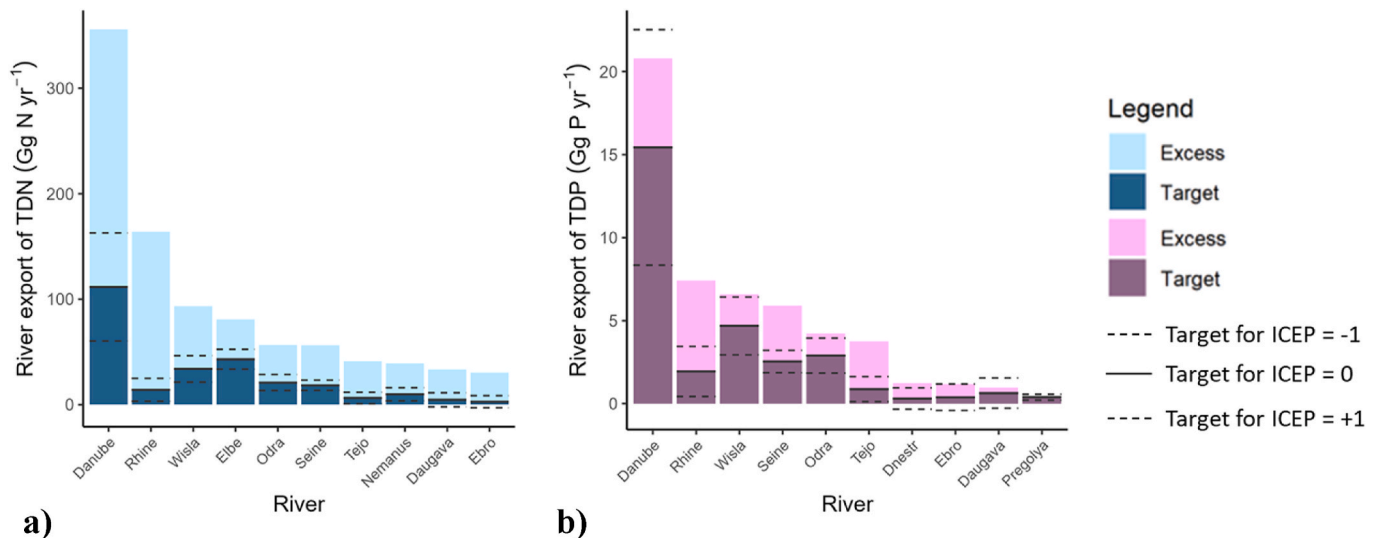 River export of TDN (Gg N yr⁻¹)
300
200
100
0
Danube
Rhine
Wisla
Elbe
Odra
Seine
Tejo
Nemanus
Daugava
Ebro
River
a)
River export of TDP (Gg P yr⁻¹)
20
15
10
5
0
Danube
Rhine
Wisla
Seine
Odra
Tejo
Dnestr
Ebro
Daugava
Pregolya
River
b)
Legend
Excess
Target
Excess
Target
Target for ICEP = -1
Target for ICEP = 0
Target for ICEP = +1